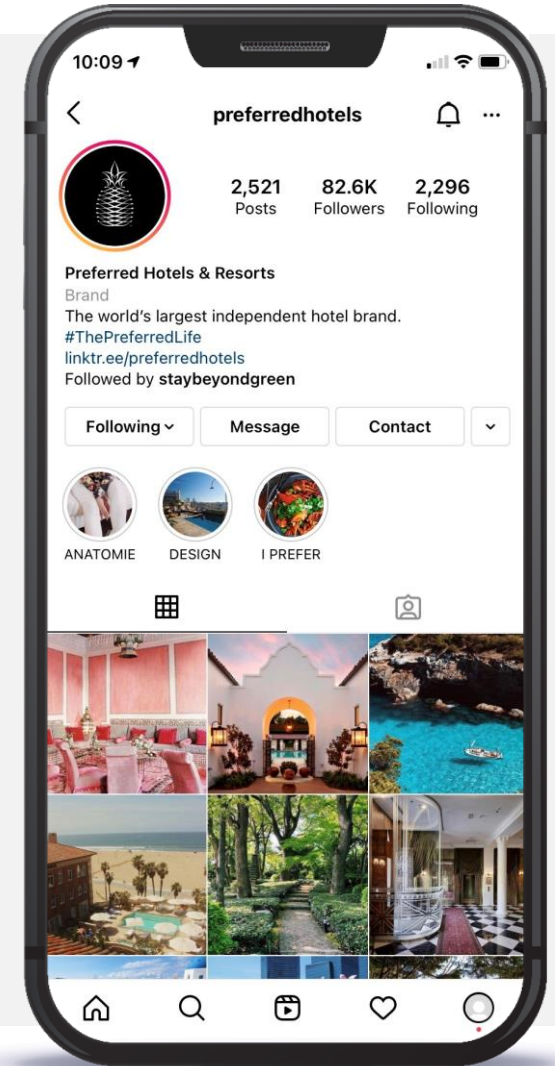 10:09
preferredhotels
2,521 82.6K 2,296
Posts Followers Following
Preferred Hotels & Resorts
Brand
The world's largest independent hotel brand.
#ThePreferredLife
linktr.ee/preferredhotels
Followed by staybeyondgreen
Following Message Contact
ANATOMIE DESIGN I PREFER